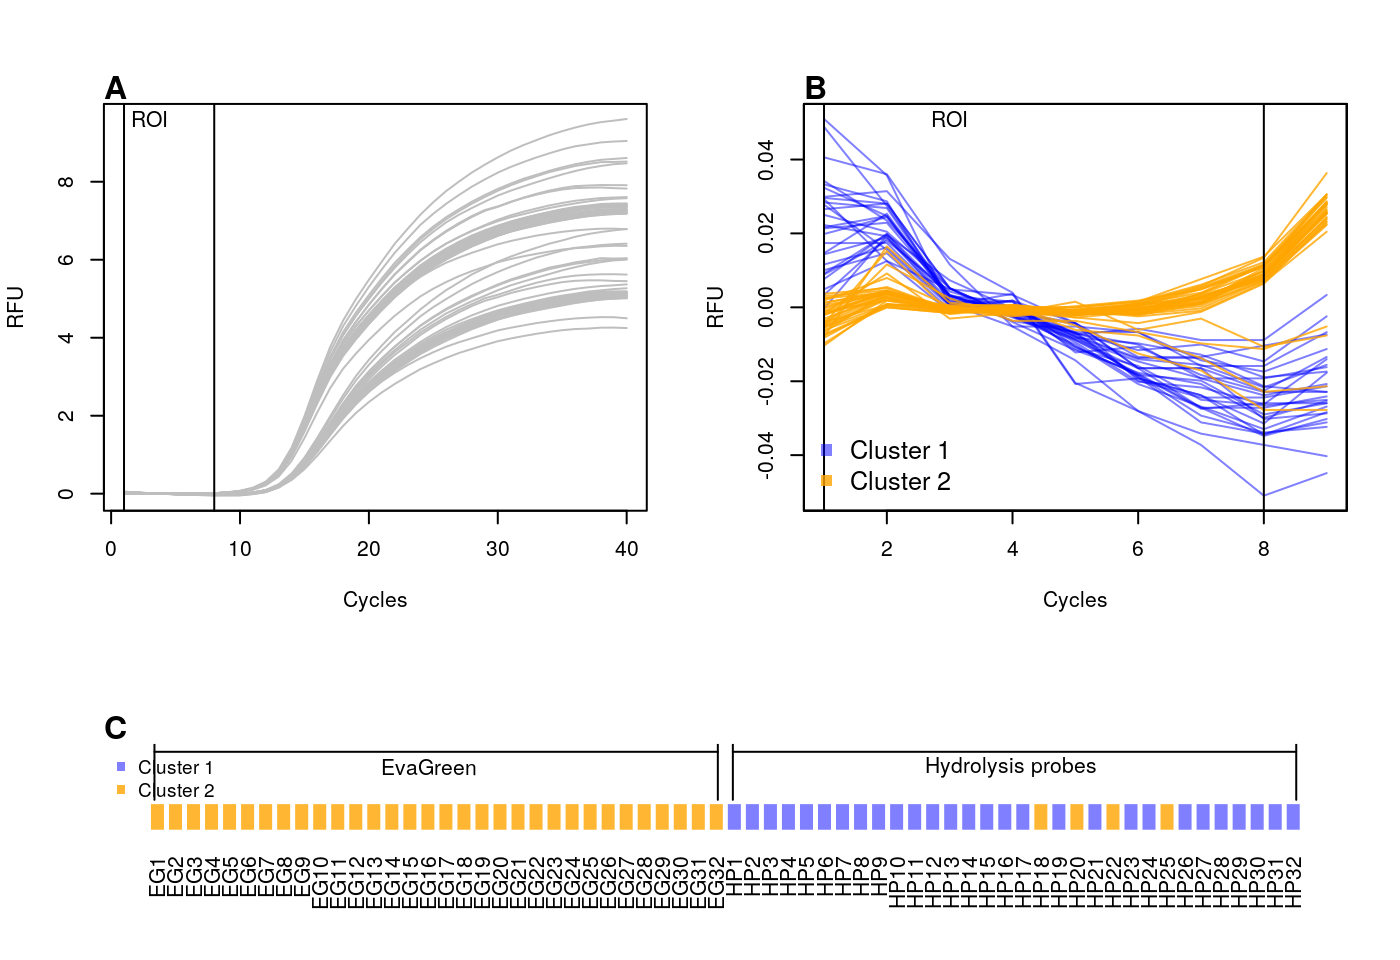 A
ROI
RFU
0
2
4
6
8
0
10
20
30
40
Cycles
B
ROI
RFU
-0.04
-0.02
0.00
0.02
0.04
Cluster 1
Cluster 2
2
4
6
8
Cycles
C
Cluster 1
Cluster 2
EvaGreen
Hydrolysis probes
EG1
EG2
EG3
EG4
EG5
EG6
EG7
EG8
EG9
EG10
EG11
EG12
EG13
EG14
EG15
EG16
EG17
EG18
EG19
EG20
EG21
EG22
EG23
EG24
EG25
EG26
EG27
EG28
EG29
EG30
EG31
EG32
HP1
HP2
HP3
HP4
HP5
HP6
HP7
HP8
HP9
HP10
HP11
HP12
HP13
HP14
HP15
HP16
HP17
HP18
HP19
HP20
HP21
HP22
HP23
HP24
HP25
HP26
HP27
HP28
HP29
HP30
HP31
HP32